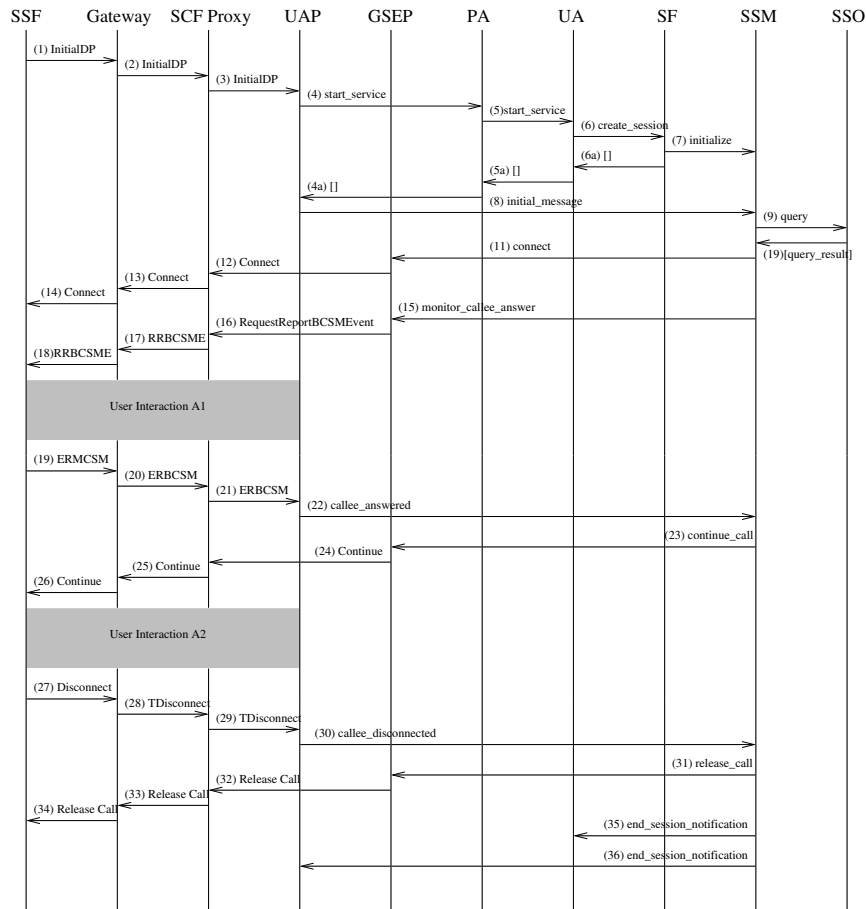 SSF Gateway SCF Proxy UAP GSEP PA UA SF SSM SSO
(1) InitialDP
(2) InitialDP
(3) InitialDP
(4) start_service
(5)start_service
(6) create_session
(7) initialize
(6a) []
(5a) []
(4a) []
(8) initial_message
(9) query
(11) connect
(19)[query_result]
(12) Connect
(13) Connect
(14) Connect
(15) monitor_callee_answer
(16) RequestReportBCSMEvent
(17) RRBCSME
(18)RRBCSME
User Interaction A1
(19) ERMCSM
(20) ERBCSM
(21) ERBCSM
(22) callee_answered
(23) continue_call
(24) Continue
(25) Continue
(26) Continue
User Interaction A2
(27) Disconnect
(28) TDisconnect
(29) TDisconnect
(30) callee_disconnected
(31) release_call
(32) Release Call
(33) Release Call
(34) Release Call
(35) end_session_notification
(36) end_session_notification